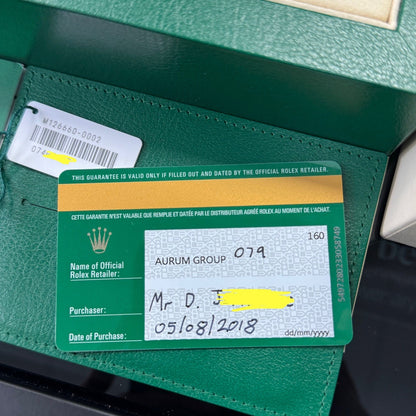 M126660-0002
074
THIS GUARANTEE IS VALID ONLY IF FILLED OUT AND DATED BY THE OFFICIAL ROLEX RETAILER.
CETTE GARANTIE N'EST VALABLE QUE REMPLIE ET DATÉE PAR LE DISTRIBUTEUR AGRÉÉ ROLEX AU MOMENT DE L'ACHAT.
160
Name of Official
Rolex Retailer:
AURUM GROUP 079
Purchaser:
Mr D. J
Date of Purchase:
05/08/2018
dd/mm/yyyy
5497280233058749